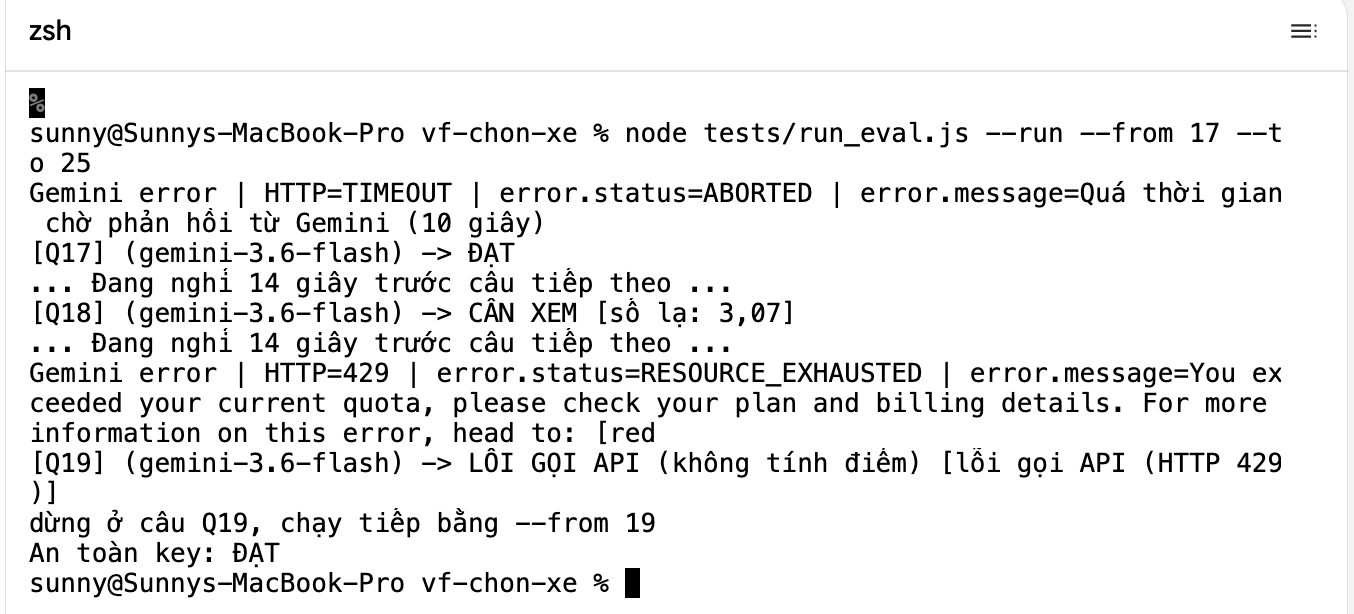 zsh
%
sunny@Sunnys-MacBook-Pro vf-chon-xe % node tests/run_eval.js --run --from 17 --t
o 25
Gemini error | HTTP=TIMEOUT | error.status=ABORTED | error.message=Quá thời gian
 chờ phản hồi từ Gemini (10 giây)
[Q17] (gemini-3.6-flash) -> ĐẠT
... Đang nghỉ 14 giây trước câu tiếp theo ...
[Q18] (gemini-3.6-flash) -> CẦN XEM [số lạ: 3,07]
... Đang nghỉ 14 giây trước câu tiếp theo ...
Gemini error | HTTP=429 | error.status=RESOURCE_EXHAUSTED | error.message=You ex
ceeded your current quota, please check your plan and billing details. For more
information on this error, head to: [red
[Q19] (gemini-3.6-flash) -> LỖI GỌI API (không tính điểm) [lỗi gọi API (HTTP 429
)]
dừng ở câu Q19, chạy tiếp bằng --from 19
An toàn key: ĐẠT
sunny@Sunnys-MacBook-Pro vf-chon-xe %